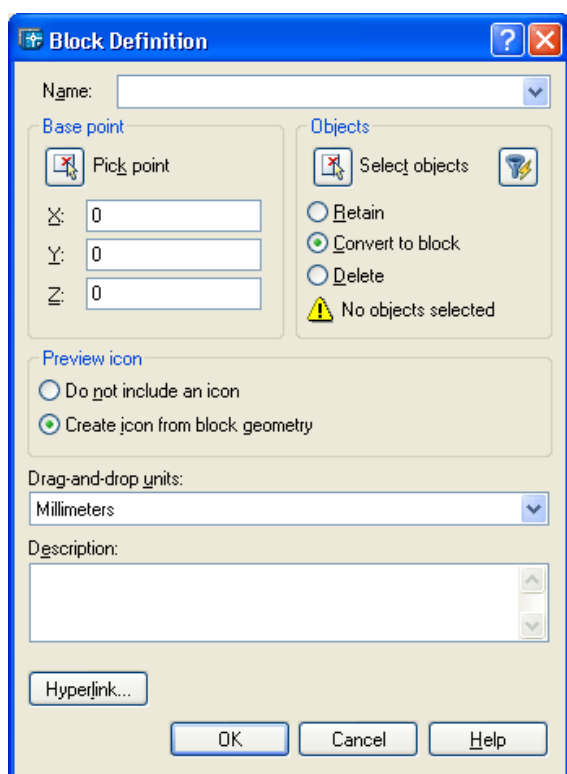 Block Definition
Name:
Base point
Pick point
X: 0
Y: 0
Z: 0
Objects
Select objects
Retain
Convert to block
Delete
No objects selected
Preview icon
Do not include an icon
Create icon from block geometry
Drag-and-drop units:
Millimeters
Description:
Hyperlink...
OK Cancel Help